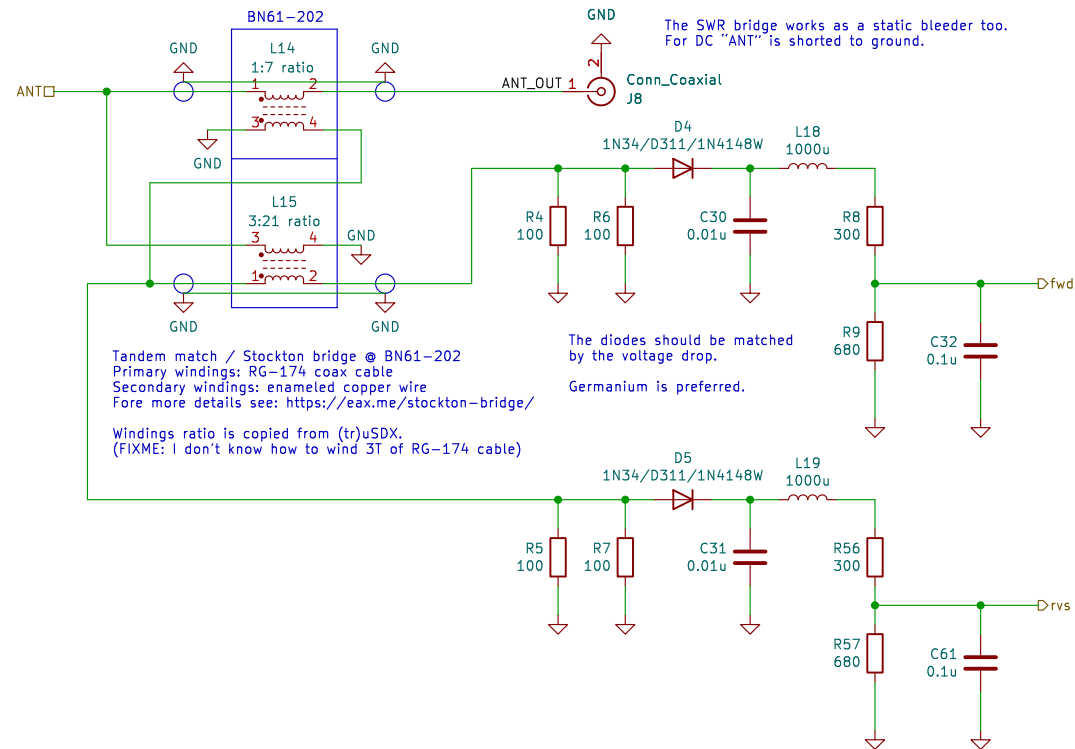 BN61-202
GND
The SWR bridge works as a static bleeder too.
For DC "ANT" is shorted to ground.
GND
L14
1:7 ratio
GND
2
ANT
1
2
ANT_OUT
1
Conn_Coaxial
J8
3
4
GND
D4
1N34/D311/1N4148W
L18
1000u
L15
3:21 ratio
R4
100
R6
100
C30
0.01u
R8
300
3
4
GND
1
2
fwd
GND
GND
R9
680
C32
0.1u
The diodes should be matched
by the voltage drop.
Germanium is preferred.
Tandem match / Stockton bridge @ BN61-202
Primary windings: RG-174 coax cable
Secondary windings: enameled copper wire
Fore more details see: https://eax.me/stockton-bridge/
Windings ratio is copied from (tr)uSDX.
(FIXME: I don't know how to wind 3T of RG-174 cable)
D5
1N34/D311/1N4148W
L19
1000u
R5
100
R7
100
C31
0.01u
R56
300
rvs
R57
680
C61
0.1u